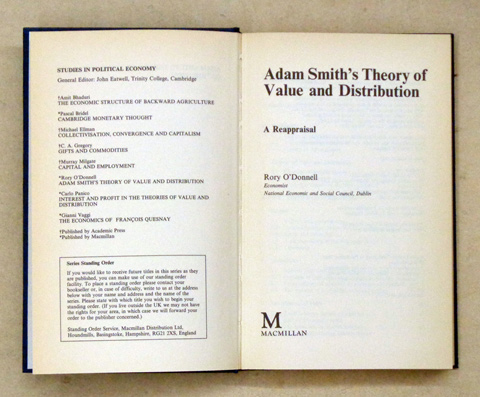 STUDIES IN POLITICAL ECONOMY
General Editor: John Eatwell, Trinity College, Cambridge
†Amit Bhaduri
THE ECONOMIC STRUCTURE OF BACKWARD AGRICULTURE
*Pascal Bridel
CAMBRIDGE MONETARY THOUGHT
†Michael Ellman
COLLECTIVISATION, CONVERGENCE AND CAPITALISM
†C. A. Gregory
GIFTS AND COMMODITIES
†Murray Milgate
CAPITAL AND EMPLOYMENT
*Rory O'Donnell
ADAM SMITH'S THEORY OF VALUE AND DISTRIBUTION
*Carlo Panico
INTEREST AND PROFIT IN THE THEORIES OF VALUE AND
DISTRIBUTION
*Gianni Vaggi
THE ECONOMICS OF FRANÇOIS QUESNAY
†Published by Academic Press
*Published by Macmillan
Series Standing Order
If you would like to receive future titles in this series as they
are published, you can make use of our standing order
facility. To place a standing order please contact your
bookseller or, in case of difficulty, write to us at the address
below with your name and address and the name of the
series. Please state with which title you wish to begin your
standing order. (If you live outside the UK we may not have
the rights for your area, in which case we will forward your
order to the publisher concerned.)
Standing Order Service, Macmillan Distribution Ltd,
Houndmills, Basingstoke, Hampshire, RG21 2XS, England
Adam Smith's Theory of
Value and Distribution
A Reappraisal
Rory O'Donnell
Economist
National Economic and Social Council, Dublin
M
MACMILLAN